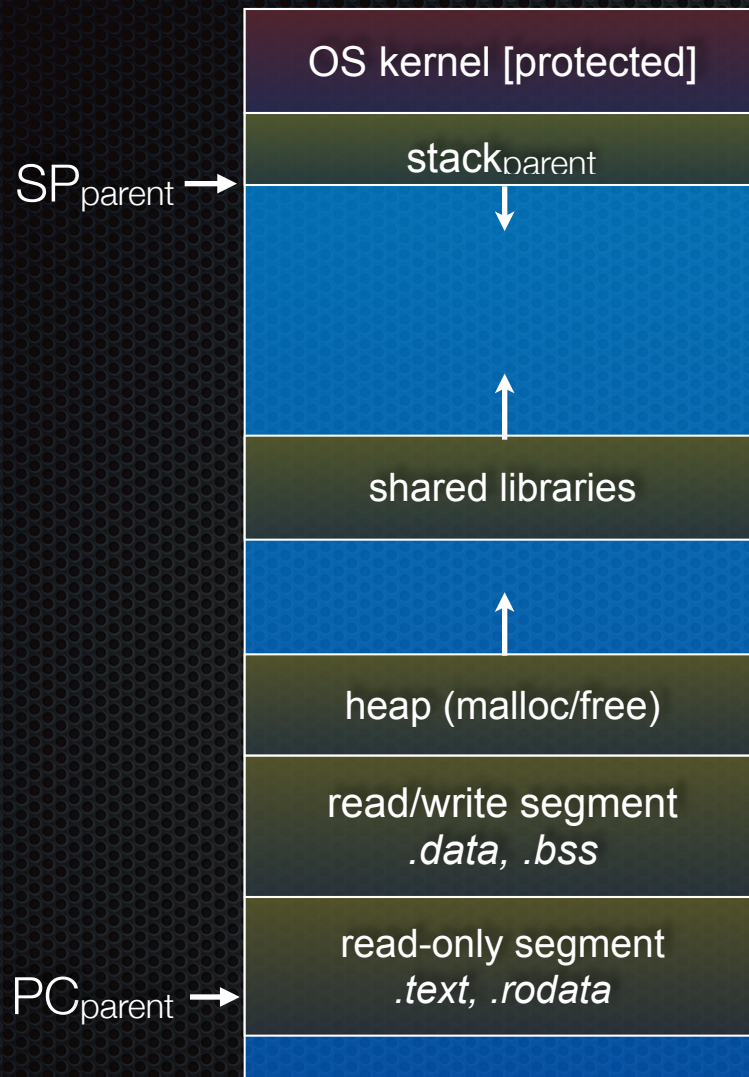 OS kernel [protected]
stackparent
SPparent
shared libraries
heap (malloc/free)
read/write segment
.data, .bss
read-only segment
.text, .rodata
PCparent